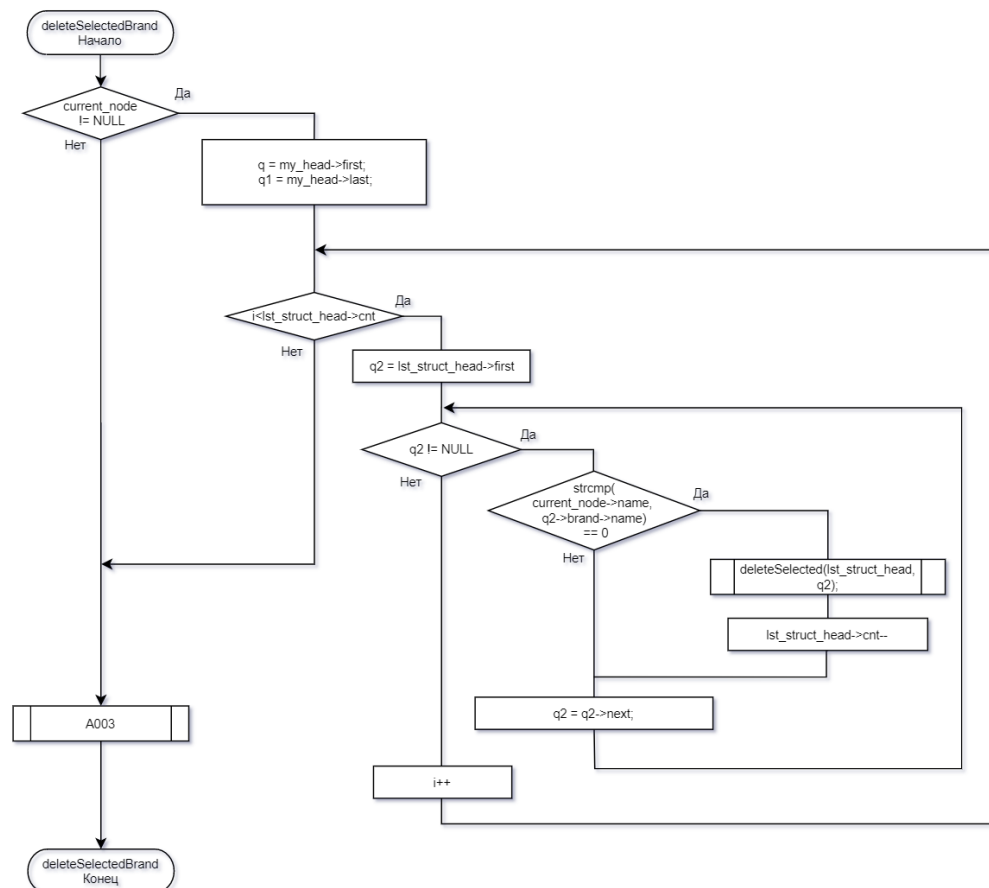 deleteSelectedBrand
Начало
current_node
!= NULL
Да
Нет
q = my_head->first;
q1 = my_head->last;
i<lst_struct_head->cnt
Да
Нет
q2 = lst_struct_head->first
q2 != NULL
Да
Нет
strcmp(
current_node->name,
q2->brand->name)
== 0
Да
Нет
deleteSelected(lst_struct_head,
q2);
lst_struct_head->cnt--
q2 = q2->next;
A003
i++
deleteSelectedBrand
Конец